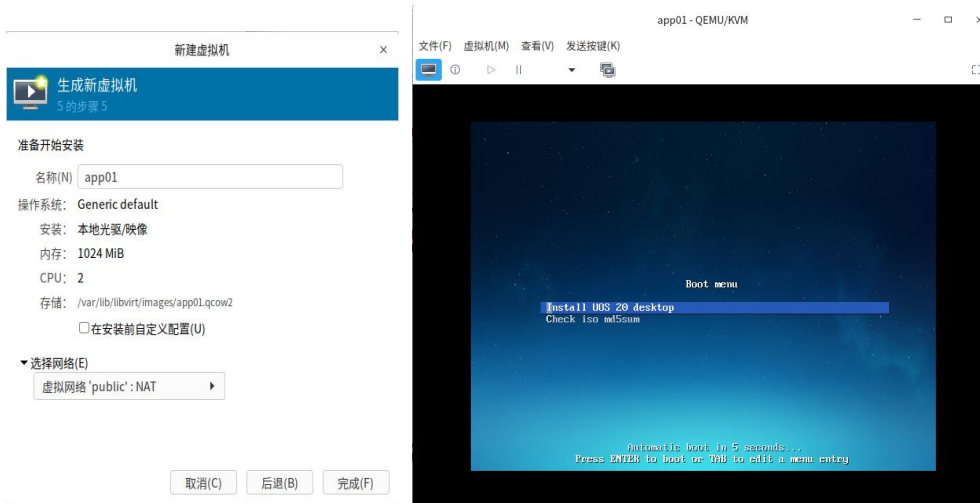 新建虚拟机
生成新虚拟机
5 的步骤 5
准备开始安装
名称(N) app01
操作系统： Generic default
安装： 本地光驱/映像
内存： 1024 MiB
CPU： 2
存储： /var/lib/libvirt/images/app01.qcow2
在安装前自定义配置(U)
选择网络(E)
虚拟网络 'public' : NAT
取消(C) 后退(B) 完成(F)
app01 - QEMU/KVM
文件(F) 虚拟机(M) 查看(V) 发送按键(K)
Boot menu
Install UOS 20 desktop
Check iso md5sum
Automatic boot in 5 seconds...
Press ENTER to boot or TAB to edit a menu entry